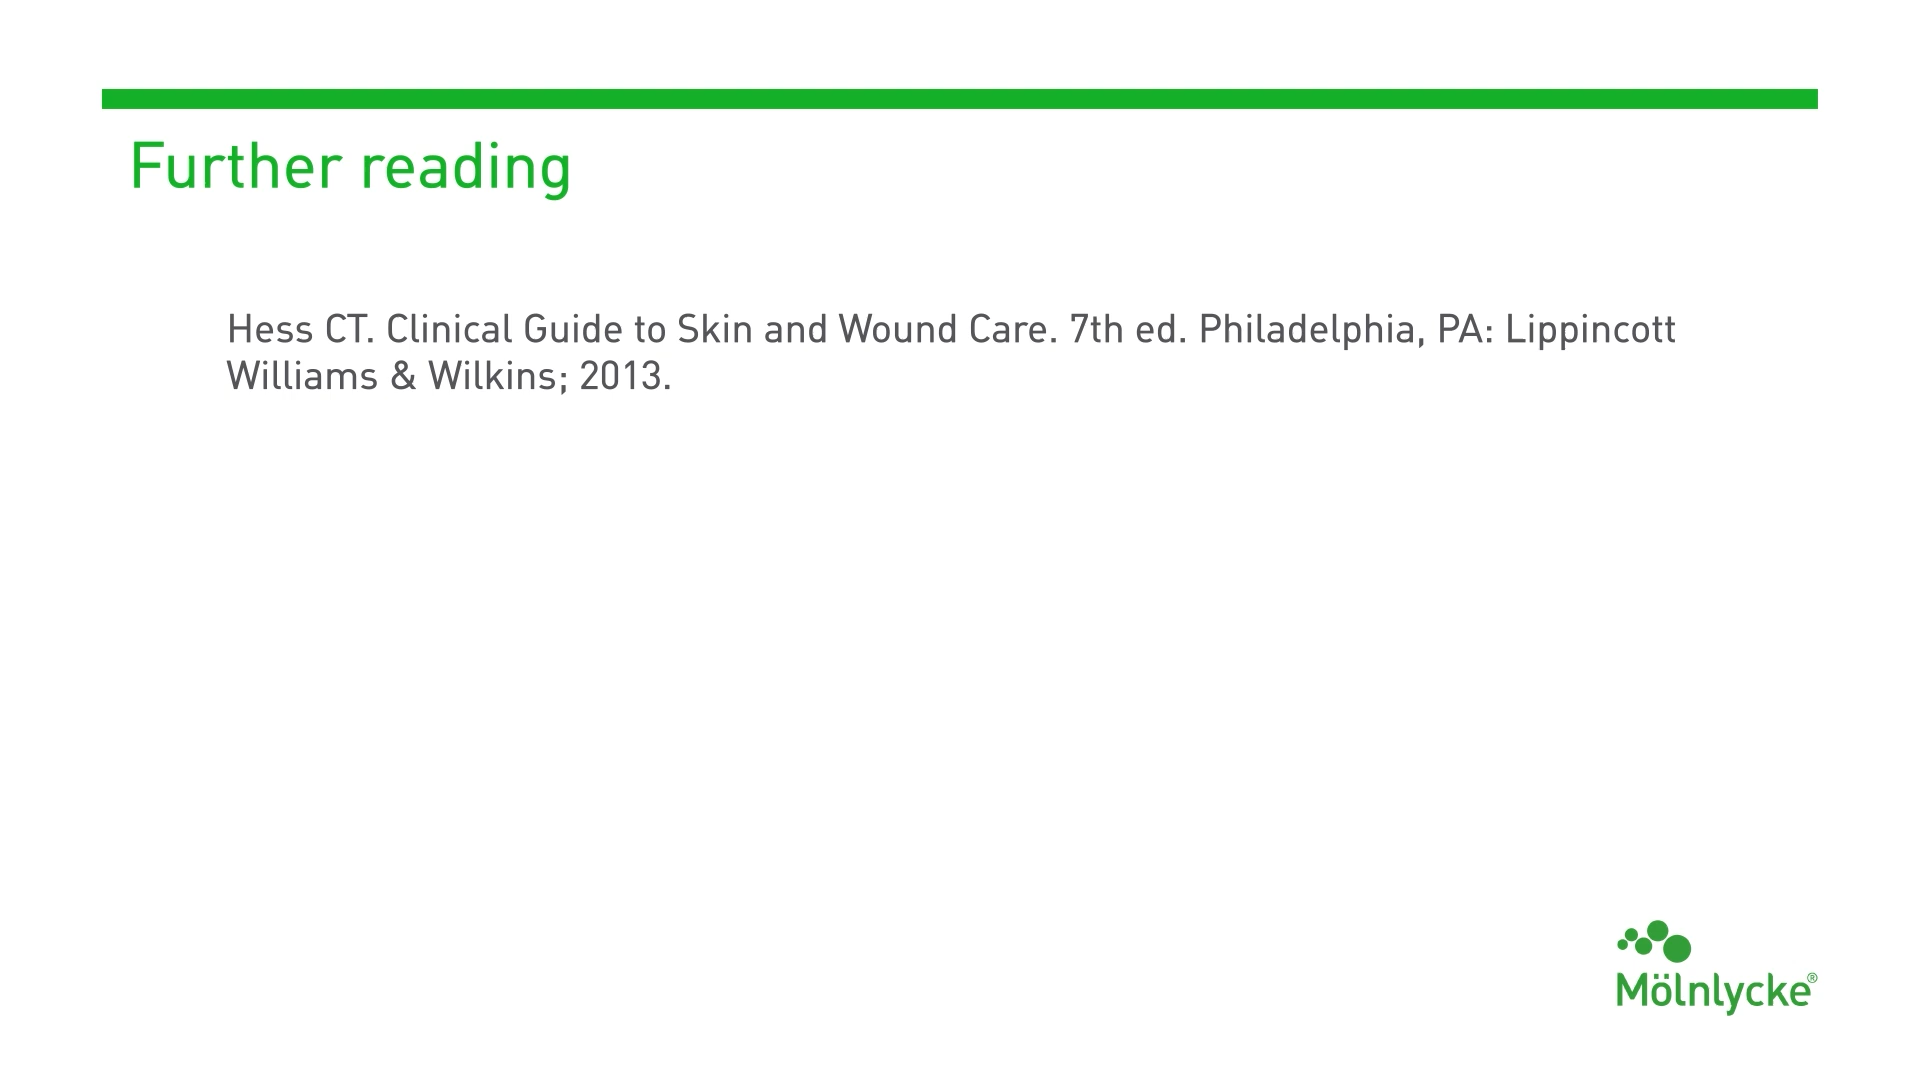 Further reading
Hess CT. Clinical Guide to Skin and Wound Care. 7th ed. Philadelphia, PA: Lippincott
Williams & Wilkins; 2013.
Mölnlycke®